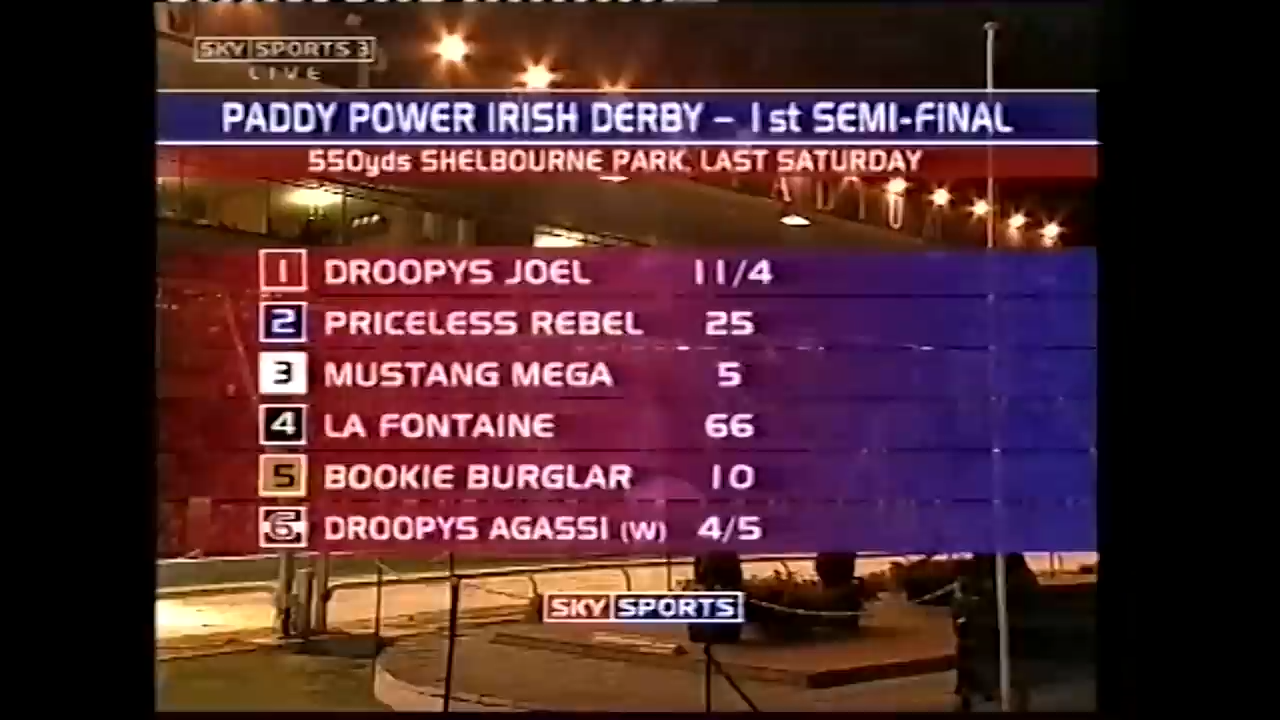 SKY SPORTS 3
LIVE
PADDY POWER IRISH DERBY – 1st SEMI-FINAL
550yds SHELBOURNE PARK, LAST SATURDAY
1 DROOPYS JOEL 11/4
2 PRICELESS REBEL 25
3 MUSTANG MEGA 5
4 LA FONTAINE 66
5 BOOKIE BURGLAR 10
6 DROOPYS AGASSI (W) 4/5
SKY SPORTS